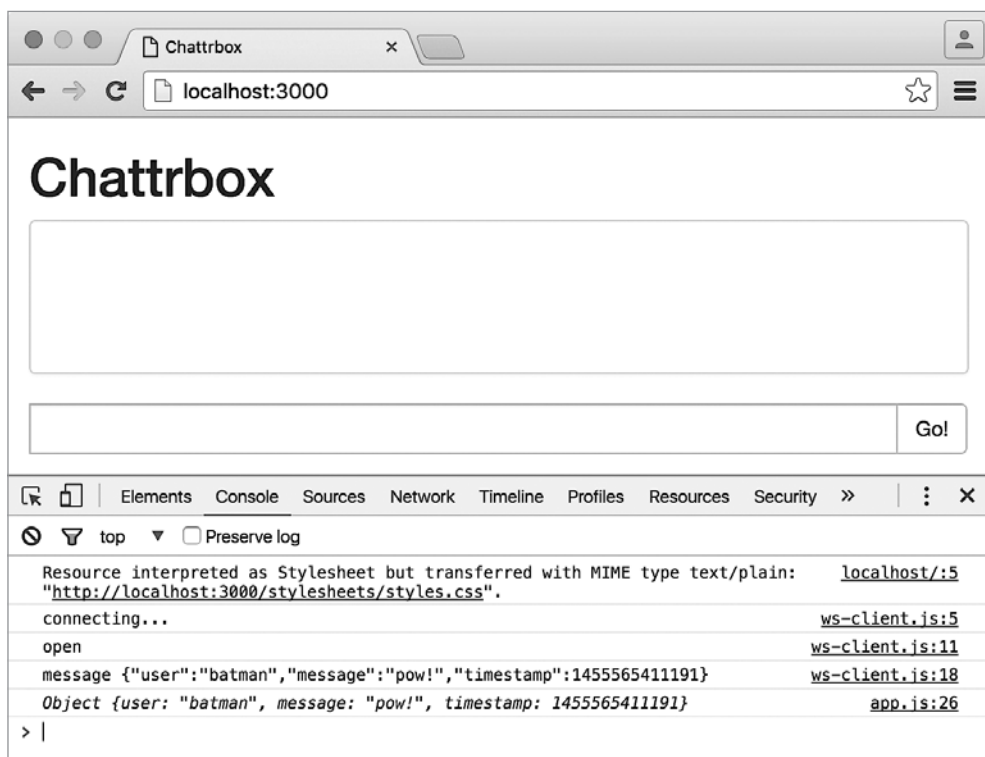 Chattrbox
localhost:3000
Chattrbox
Go!
Elements Console Sources Network Timeline Profiles Resources Security »
top Preserve log
Resource interpreted as Stylesheet but transferred with MIME type text/plain: localhost/:5
"http://localhost:3000/stylesheets/styles.css".
connecting... ws-client.js:5
open ws-client.js:11
message {"user":"batman","message":"pow!","timestamp":1455565411191} ws-client.js:18
Object {user: "batman", message: "pow!", timestamp: 1455565411191} app.js:26
>